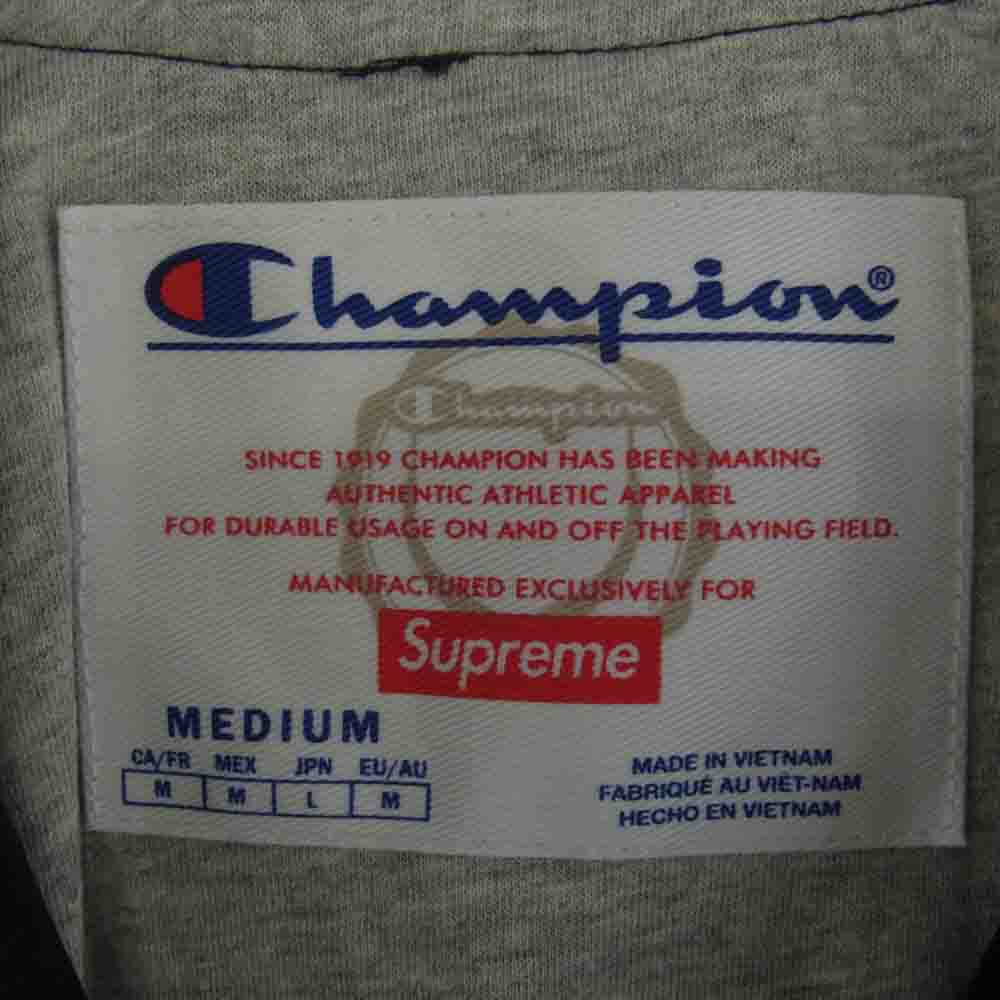 Champion®
Champion
SINCE 1919 CHAMPION HAS BEEN MAKING
AUTHENTIC ATHLETIC APPAREL
FOR DURABLE USAGE ON AND OFF THE PLAYING FIELD.
MANUFACTURED EXCLUSIVELY FOR
Supreme
MEDIUM
CA/FR MEX JPN EU/AU
M M L M
MADE IN VIETNAM
FABRIQUÉ AU VIÊT-NAM
HECHO EN VIETNAM